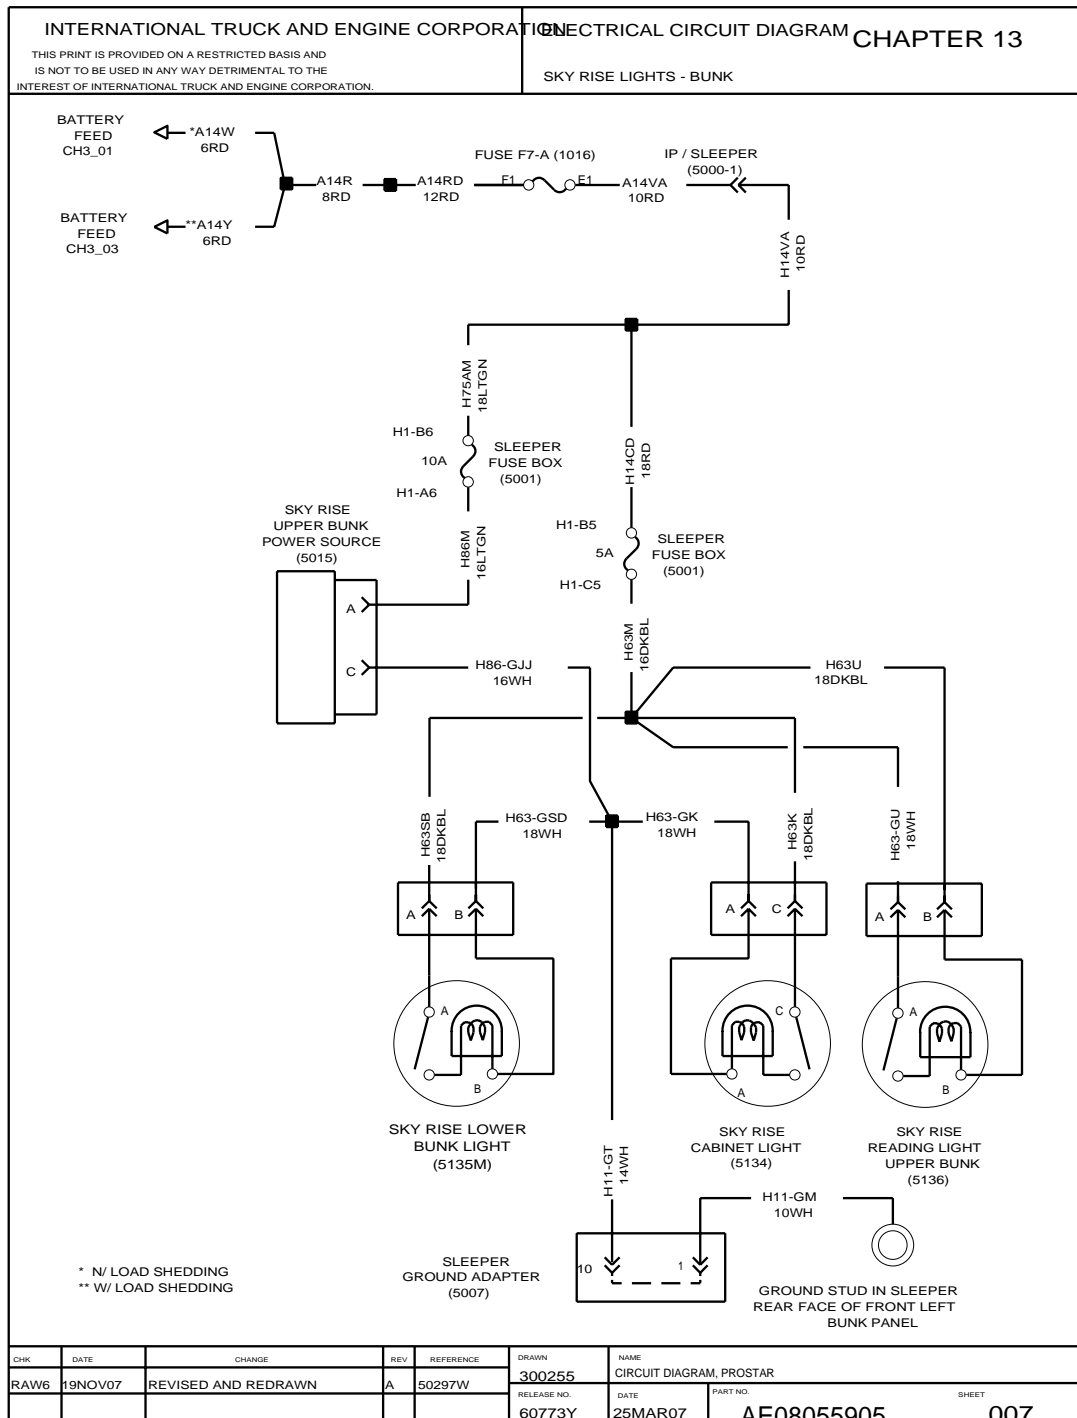 INTERNATIONAL TRUCK AND ENGINE CORPORATION
THIS PRINT IS PROVIDED ON A RESTRICTED BASIS AND
IS NOT TO BE USED IN ANY WAY DETRIMENTAL TO THE
INTEREST OF INTERNATIONAL TRUCK AND ENGINE CORPORATION.
ELECTRICAL CIRCUIT DIAGRAM
CHAPTER 13
SKY RISE LIGHTS - BUNK
BATTERY
FEED
CH3_01
*A14W
6RD
BATTERY
FEED
CH3_03
**A14Y
6RD
A14R
8RD
A14RD
12RD
FUSE F7-A (1016)
F1
E1
A14VA
10RD
IP / SLEEPER
(5000-1)
H14VA
10RD
H75AM
18LTGN
H1-B6
10A
H1-A6
SLEEPER
FUSE BOX
(5001)
H14CD
18RD
H1-B5
5A
H1-C5
SLEEPER
FUSE BOX
(5001)
SKY RISE
UPPER BUNK
POWER SOURCE
(5015)
H86M
16LTGN
A
C
H86-GJJ
16WH
H63M
16DKBL
H63U
18DKBL
H63SB
18DKBL
H63-GSD
18WH
H63-GK
18WH
H63K
18DKBL
H63-GU
18WH
A
B
A
C
A
B
A
B
C
A
A
B
SKY RISE LOWER
BUNK LIGHT
(5135M)
SKY RISE
CABINET LIGHT
(5134)
SKY RISE
READING LIGHT
UPPER BUNK
(5136)
H11-GT
14WH
H11-GM
10WH
SLEEPER
GROUND ADAPTER
(5007)
10
1
GROUND STUD IN SLEEPER
REAR FACE OF FRONT LEFT
BUNK PANEL
* N/ LOAD SHEDDING
** W/ LOAD SHEDDING
CHK DATE CHANGE REV REFERENCE
RAW6 19NOV07 REVISED AND REDRAWN A 50297W
DRAWN
300255
NAME
CIRCUIT DIAGRAM, PROSTAR
RELEASE NO.
60773Y
DATE
25MAR07
PART NO.
AE08055905
SHEET
007